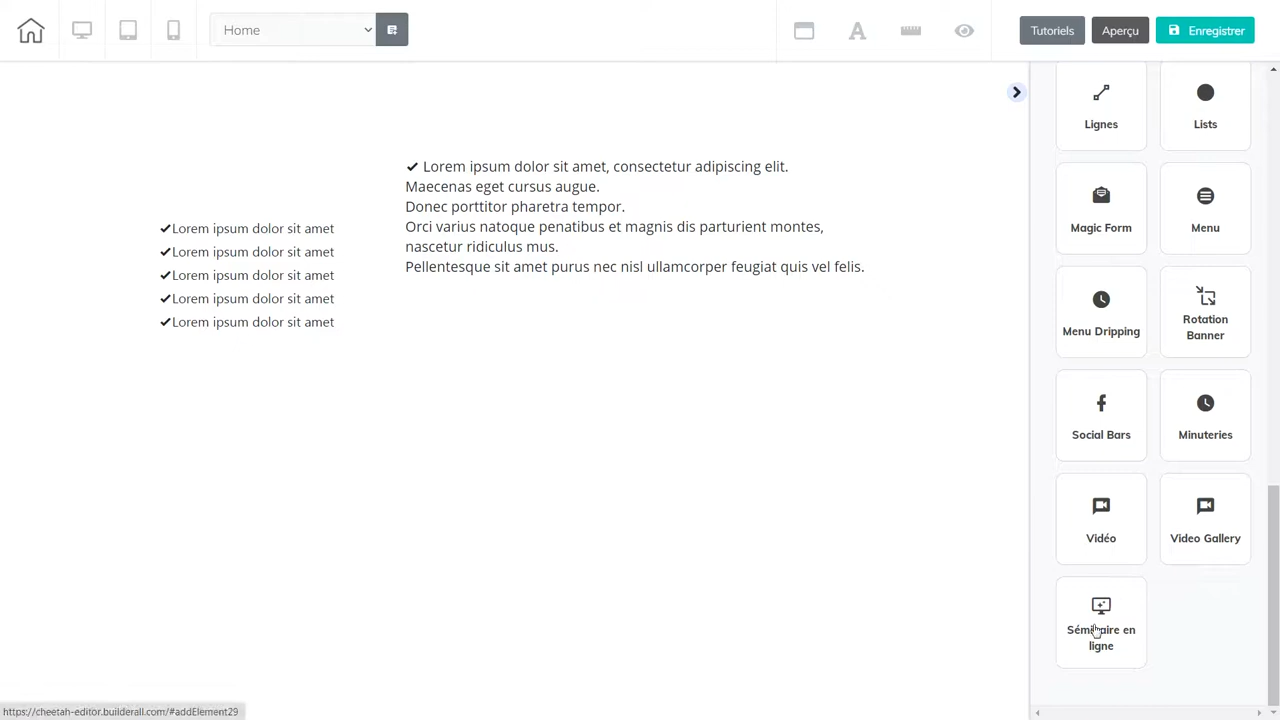 Home
Tutoriels
Aperçu
Enregistrer
Lorem ipsum dolor sit amet, consectetur adipiscing elit.
Maecenas eget cursus augue.
Donec porttitor pharetra tempor.
Orci varius natoque penatibus et magnis dis parturient montes,
nascetur ridiculus mus.
Pellentesque sit amet purus nec nisl ullamcorper feugiat quis vel felis.
Lorem ipsum dolor sit amet
Lorem ipsum dolor sit amet
Lorem ipsum dolor sit amet
Lorem ipsum dolor sit amet
Lorem ipsum dolor sit amet
Lignes
Lists
Magic Form
Menu
Menu Dripping
Rotation
Banner
Social Bars
Minuteries
Vidéo
Video Gallery
Séminaire en
ligne
https://cheetah-editor.builderall.com/#addElement29